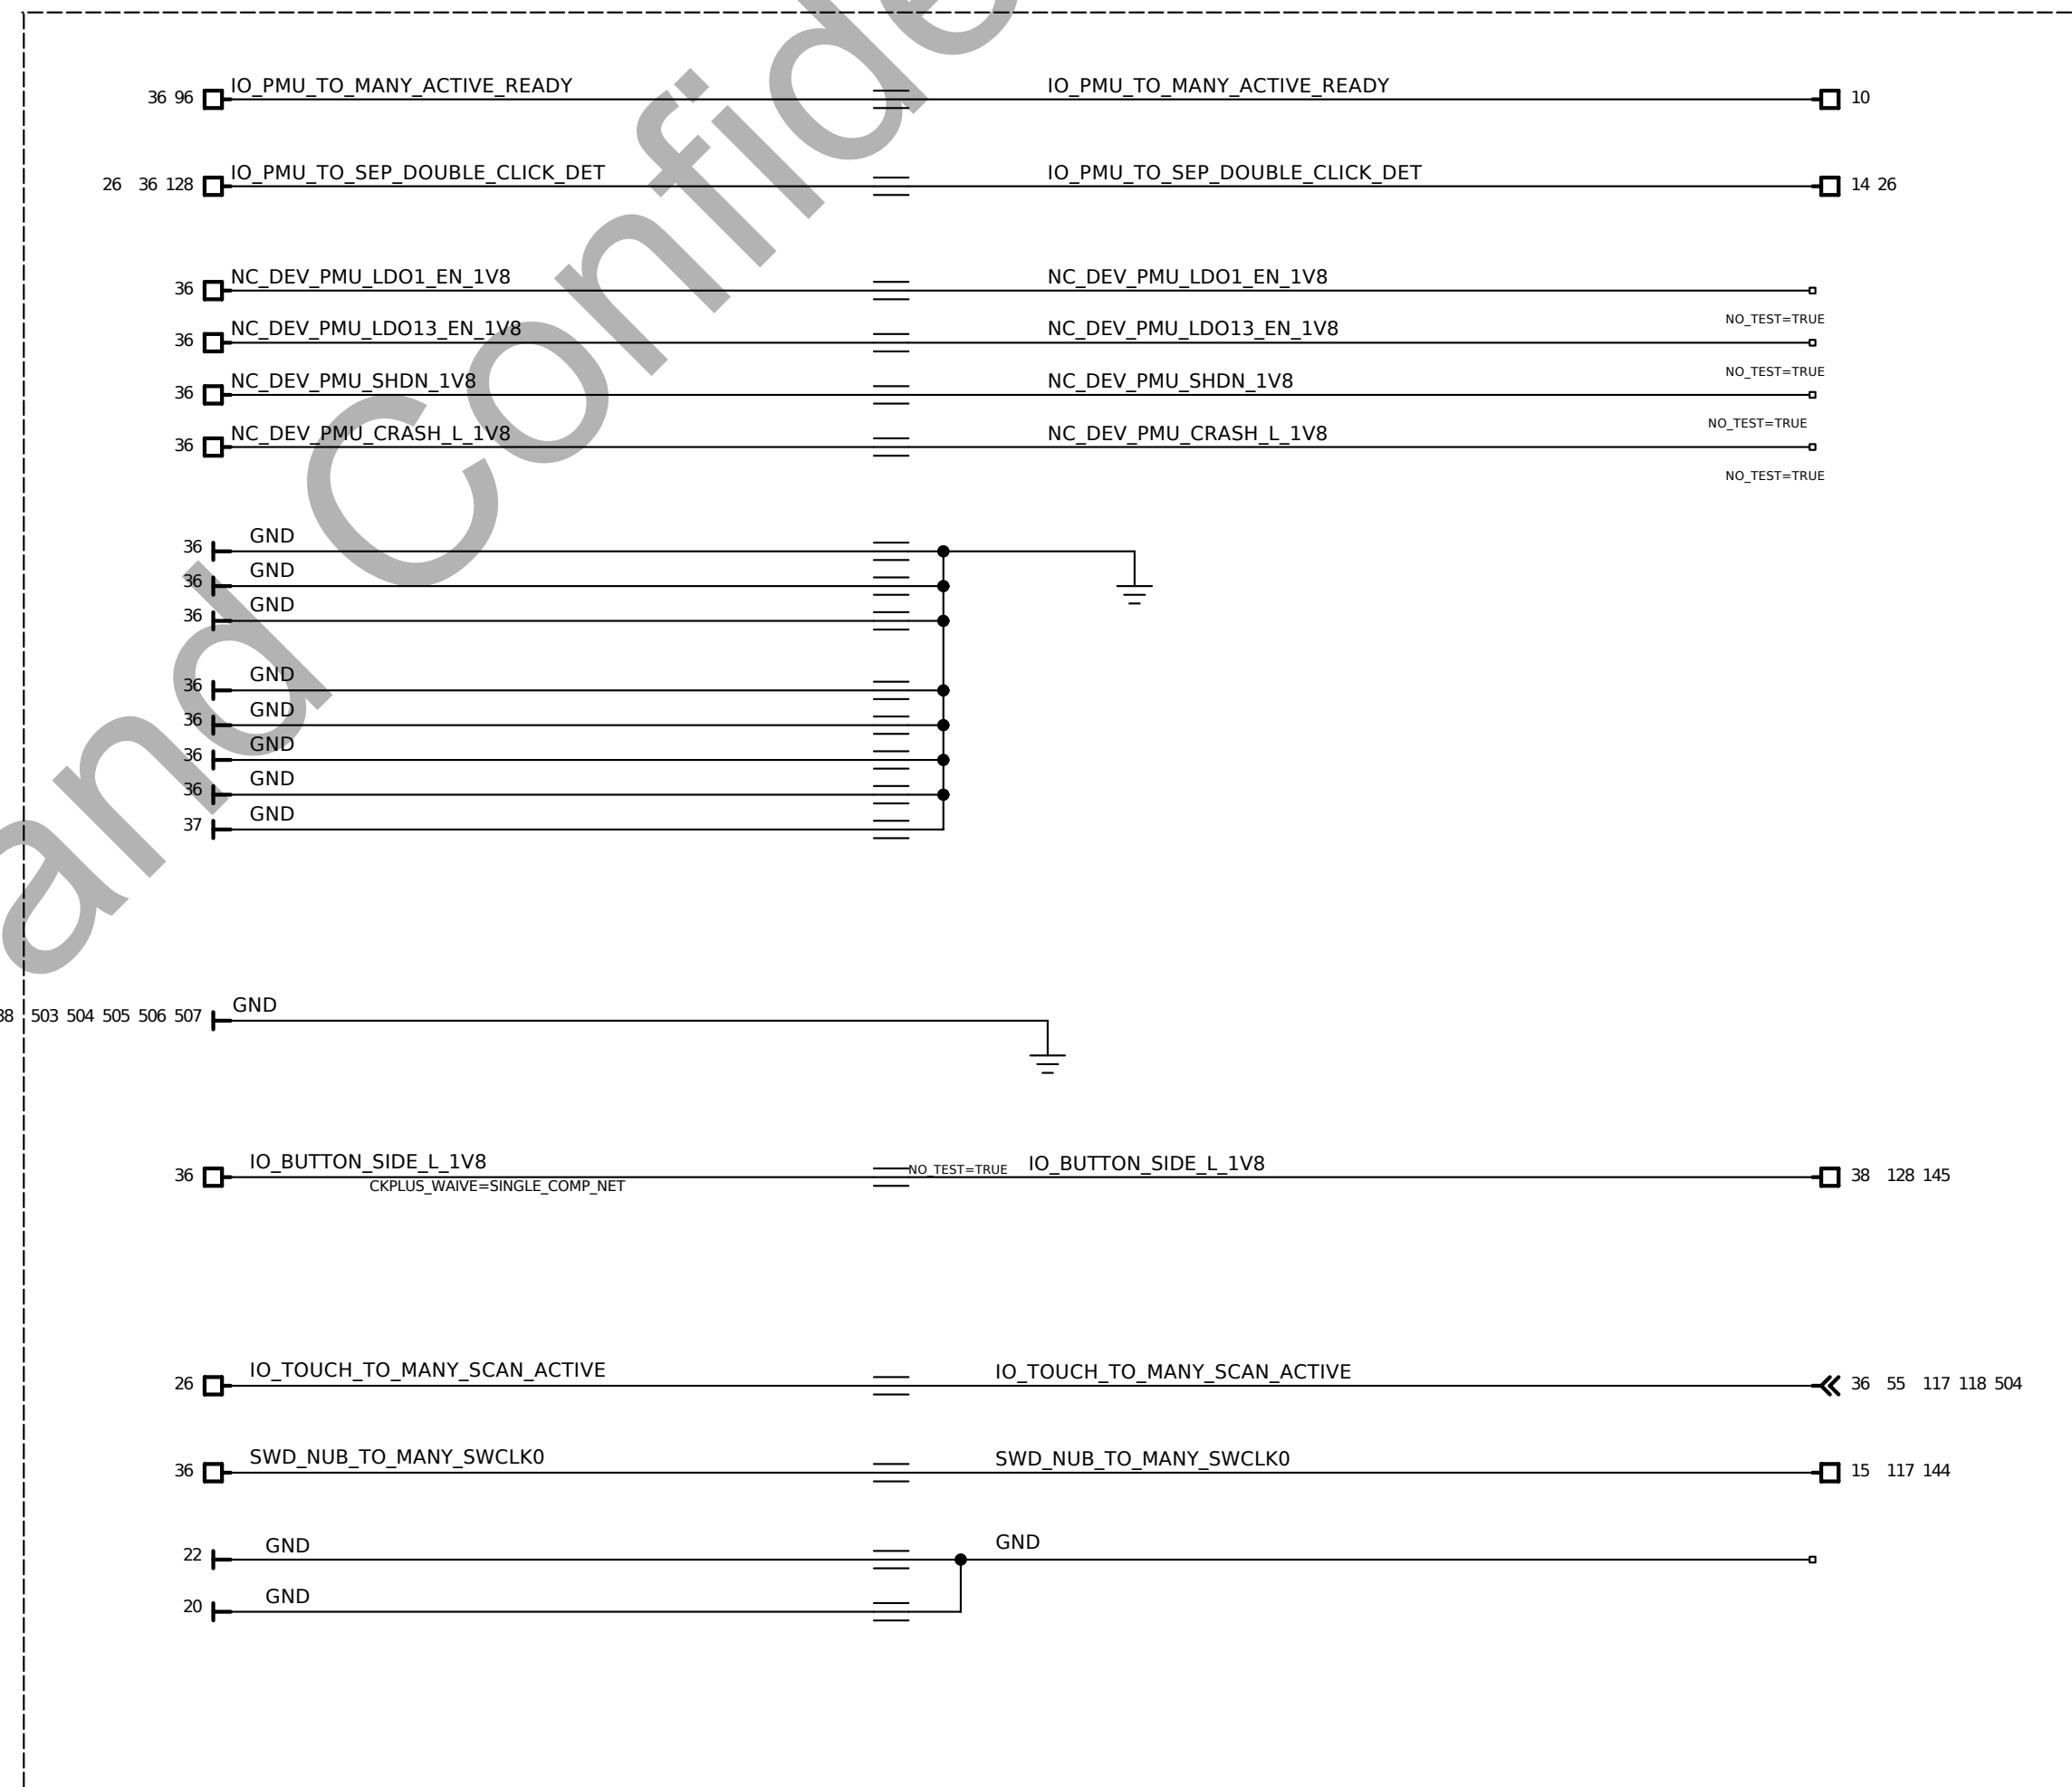 36 96 IO_PMU_TO_MANY_ACTIVE_READY IO_PMU_TO_MANY_ACTIVE_READY 10
26 36 128 IO_PMU_TO_SEP_DOUBLE_CLICK_DET IO_PMU_TO_SEP_DOUBLE_CLICK_DET 14 26
36 NC_DEV_PMU_LDO1_EN_1V8 NC_DEV_PMU_LDO1_EN_1V8
NO_TEST=TRUE
36 NC_DEV_PMU_LDO13_EN_1V8 NC_DEV_PMU_LDO13_EN_1V8
NO_TEST=TRUE
36 NC_DEV_PMU_SHDN_1V8 NC_DEV_PMU_SHDN_1V8
NO_TEST=TRUE
36 NC_DEV_PMU_CRASH_L_1V8 NC_DEV_PMU_CRASH_L_1V8
NO_TEST=TRUE
36 GND
36 GND
36 GND
36 GND
36 GND
36 GND
36 GND
37 GND
503 504 505 506 507 GND
36 IO_BUTTON_SIDE_L_1V8 NO_TEST=TRUE IO_BUTTON_SIDE_L_1V8 38 128 145
CKPLUS_WAIVE=SINGLE_COMP_NET
26 IO_TOUCH_TO_MANY_SCAN_ACTIVE IO_TOUCH_TO_MANY_SCAN_ACTIVE 36 55 117 118 504
36 SWD_NUB_TO_MANY_SWCLK0 SWD_NUB_TO_MANY_SWCLK0 15 117 144
22 GND GND
20 GND
and Confide